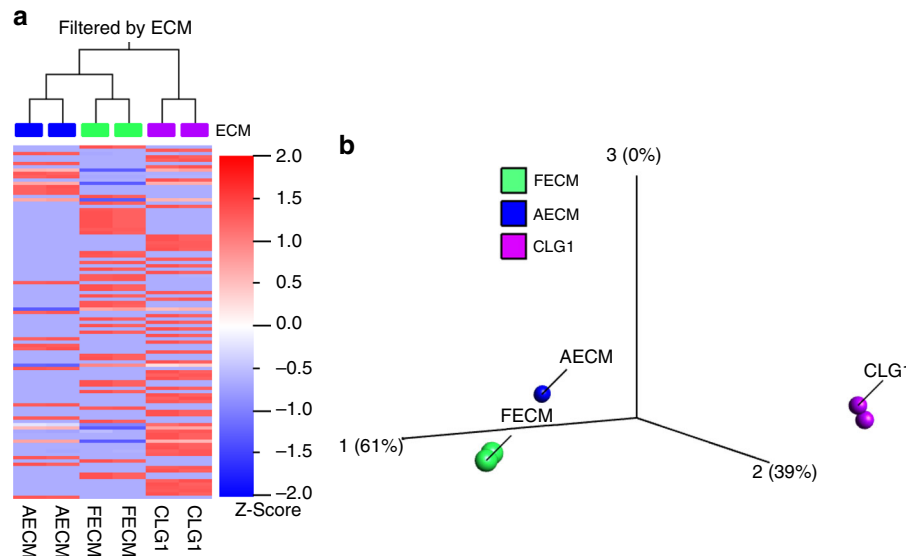 a
Filtered by ECM
ECM
2.0
1.5
1.0
0.5
0.0
−0.5
−1.0
−1.5
−2.0
Z-Score
AECM
AECM
FECM
FECM
CLG1
CLG1
b
3 (0%)
FECM
AECM
CLG1
AECM
FECM
CLG1
1 (61%)
2 (39%)